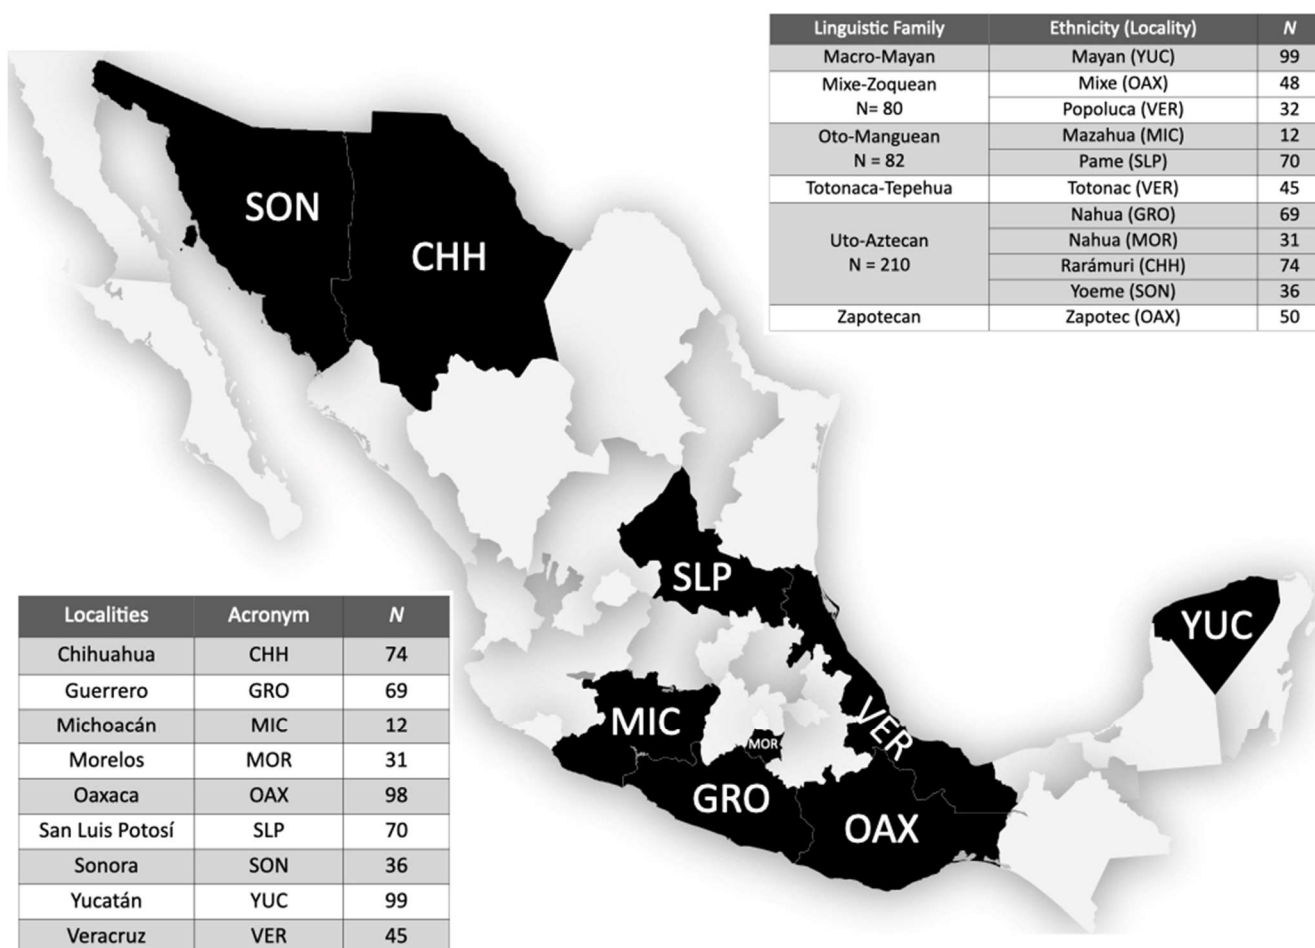 Linguistic Family Ethnicity (Locality) N
Macro-Mayan Mayan (YUC) 99
Mixe-Zoquean Mixe (OAX) 48
N= 80 Popoluca (VER) 32
Oto-Manguean Mazahua (MIC) 12
N = 82 Pame (SLP) 70
Totonaca-Tepehua Totonac (VER) 45
Nahua (GRO) 69
Uto-Aztecan Nahua (MOR) 31
N = 210 Rarámuri (CHH) 74
Yoeme (SON) 36
Zapotecan Zapotec (OAX) 50
SON
CHH
SLP
YUC
MIC
MOR
VER
GRO
OAX
Localities Acronym N
Chihuahua CHH 74
Guerrero GRO 69
Michoacán MIC 12
Morelos MOR 31
Oaxaca OAX 98
San Luis Potosí SLP 70
Sonora SON 36
Yucatán YUC 99
Veracruz VER 45